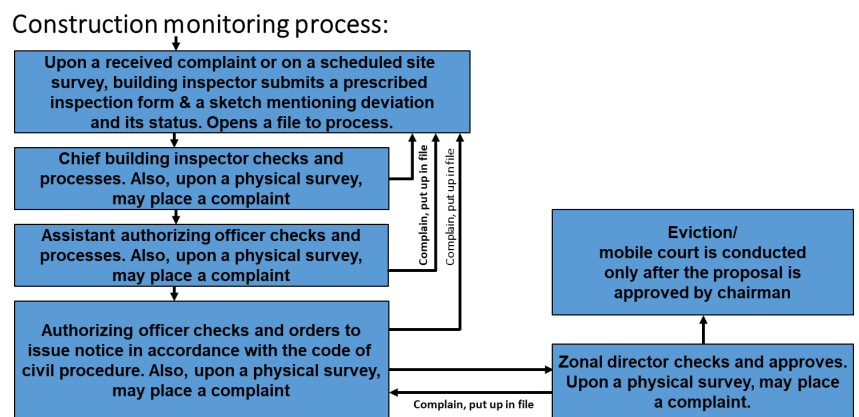 Construction monitoring process:
Upon a received complaint or on a scheduled site
survey, building inspector submits a prescribed
inspection form & a sketch mentioning deviation
and its status. Opens a file to process.
Chief building inspector checks and
processes. Also, upon a physical survey,
may place a complaint
Complain, put up in file
Complain, put up in file
Assistant authorizing officer checks and
processes. Also, upon a physical survey,
may place a complaint
Eviction/
mobile court is conducted
only after the proposal is
approved by chairman
Authorizing officer checks and orders to
issue notice in accordance with the code of
civil procedure. Also, upon a physical survey,
may place a complaint
Zonal director checks and approves.
Upon a physical survey, may place
a complaint.
Complain, put up in file